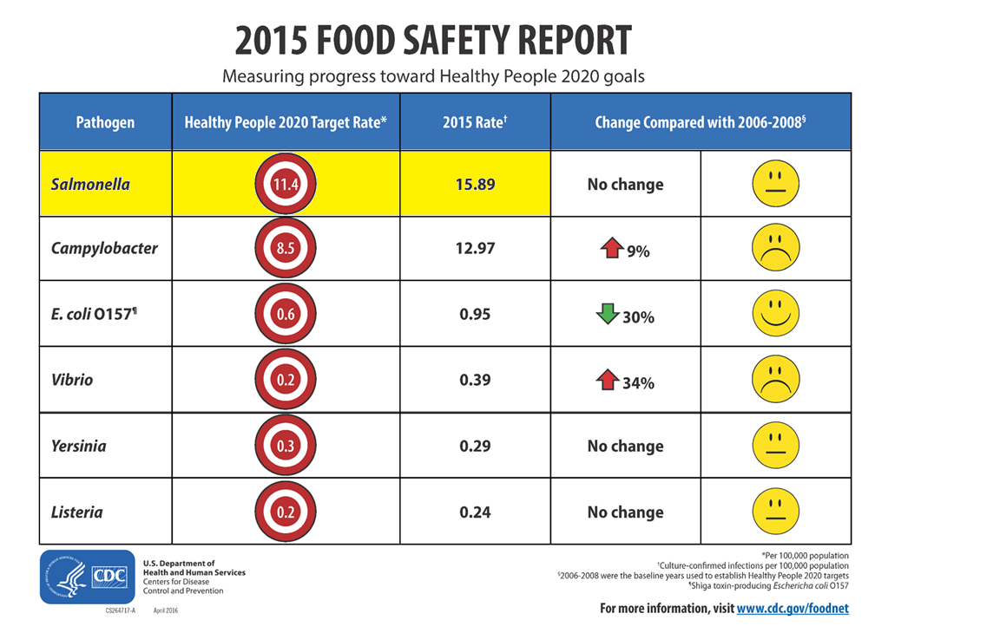 2015 FOOD SAFETY REPORT
Measuring progress toward Healthy People 2020 goals
Pathogen Healthy People 2020 Target Rate* 2015 Rate† Change Compared with 2006-2008§
Salmonella 11.4 15.89 No change
Campylobacter 8.5 12.97 9%
E. coli O157¶ 0.6 0.95 30%
Vibrio 0.2 0.39 34%
Yersinia 0.3 0.29 No change
Listeria 0.2 0.24 No change
*Per 100,000 population
†Culture-confirmed infections per 100,000 population
§2006-2008 were the baseline years used to establish Healthy People 2020 targets
¶Shiga toxin-producing Eschericha coli O157
CDC
U.S. Department of
Health and Human Services
Centers for Disease
Control and Prevention
CS264717-A April 2016
For more information, visit www.cdc.gov/foodnet